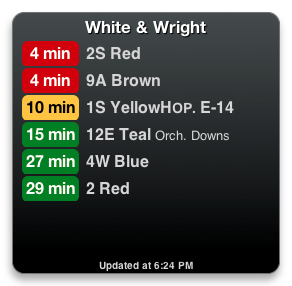 White & Wright
4 min 2S Red
4 min 9A Brown
10 min 1S YellowHOP. E-14
15 min 12E Teal Orch. Downs
27 min 4W Blue
29 min 2 Red
Updated at 6:24 PM